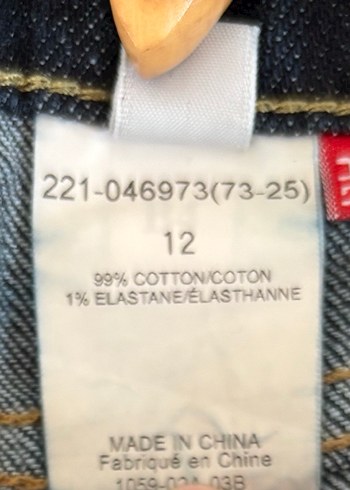 221-046973(73-25)
12
99% COTTON/COTON
1% ELASTANE/ÉLASTHANNE
MADE IN CHINA
Fabriqué en Chine